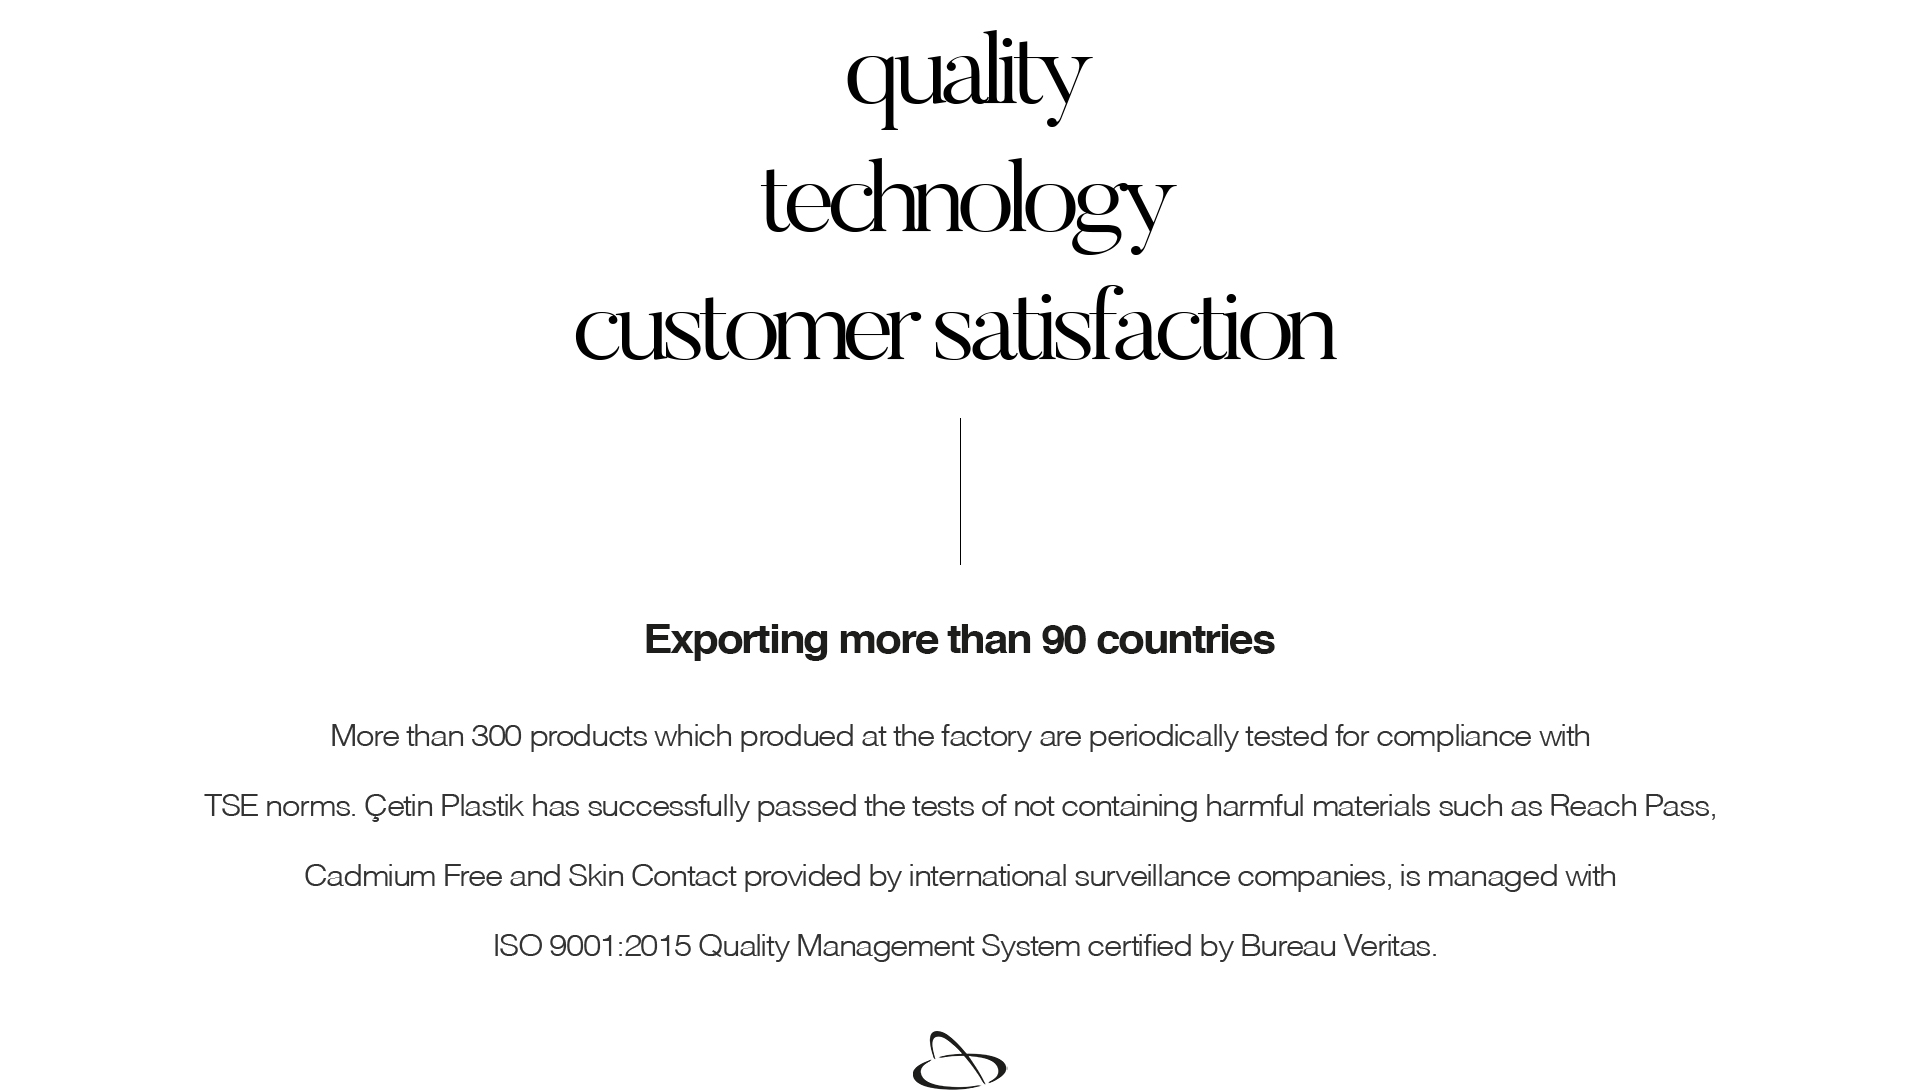 quality
technology
customer satisfaction
Exporting more than 90 countries
More than 300 products which produed at the factory are periodically tested for compliance with
TSE norms. Çetin Plastik has successfully passed the tests of not containing harmful materials such as Reach Pass,
Cadmium Free and Skin Contact provided by international surveillance companies, is managed with
ISO 9001:2015 Quality Management System certified by Bureau Veritas.